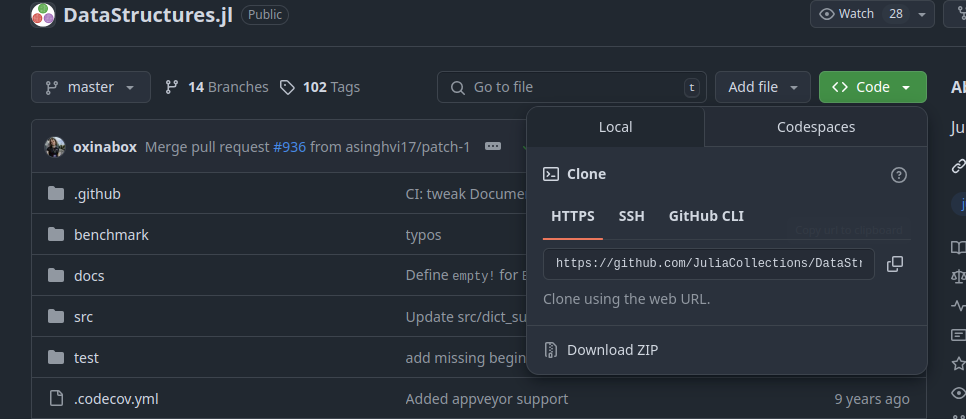 DataStructures.jl Public Watch 28
master 14 Branches 102 Tags Go to file t Add file Code
Local Codespaces
oxinabox Merge pull request #936 from asinghvi17/patch-1
Clone
.github CI: tweak Docume
HTTPS SSH GitHub CLI
benchmark typos
https://github.com/JuliaCollections/DataStr
docs Define empty! for
Clone using the web URL.
src Update src/dict_su
Download ZIP
test add missing begin
.codecov.yml Added appveyor support 9 years ago